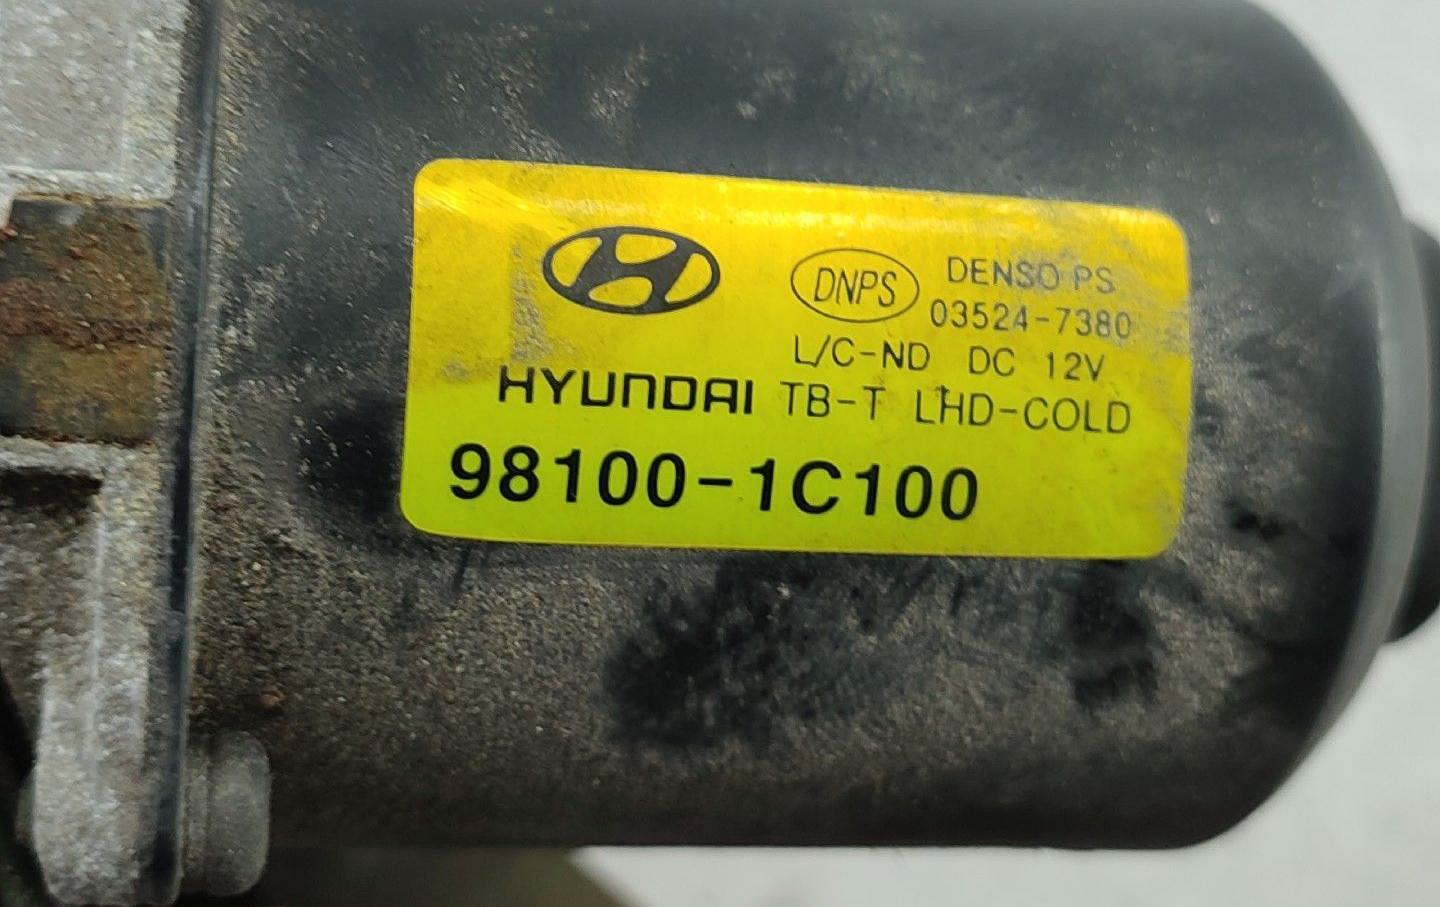 DNPS DENSO PS
03524-7380
L/C-ND DC 12V
HYUNDAI TB-T LHD-COLD
98100-1C100